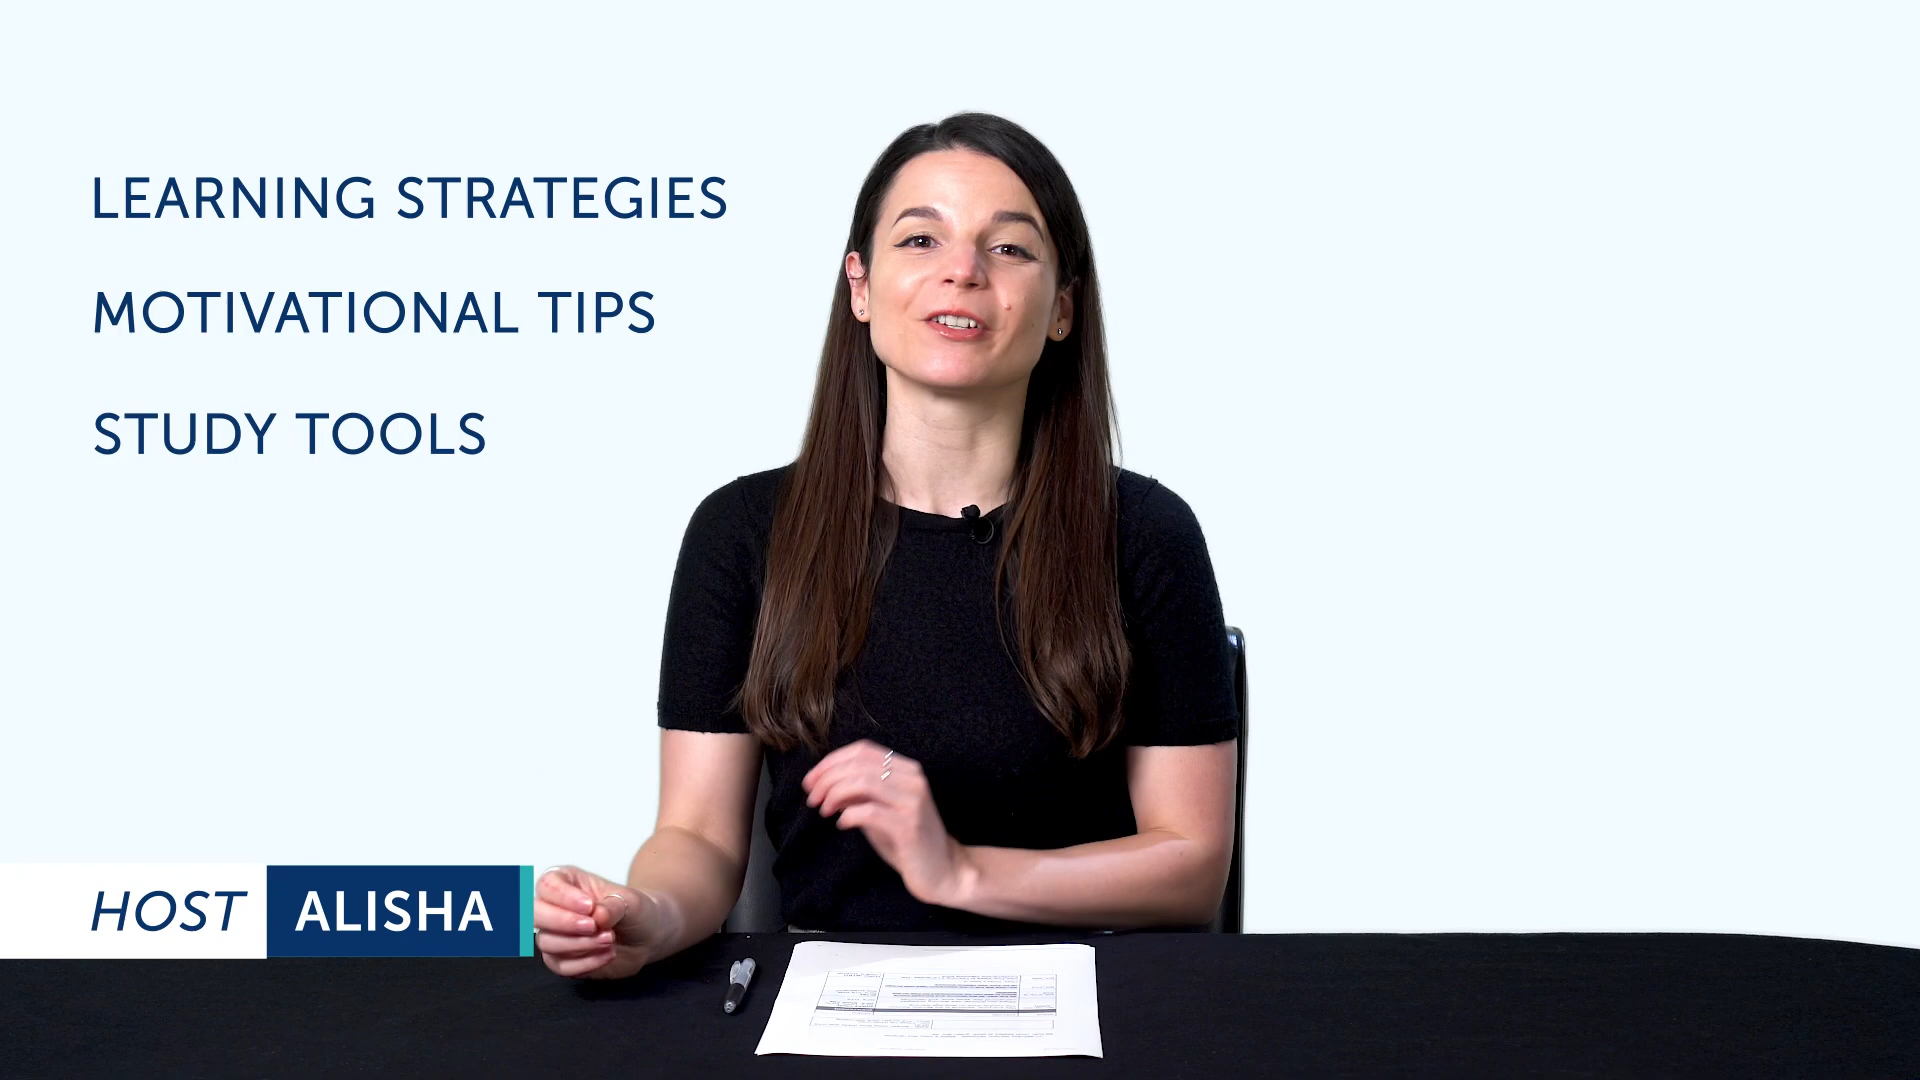 LEARNING STRATEGIES
MOTIVATIONAL TIPS
STUDY TOOLS
HOST ALISHA